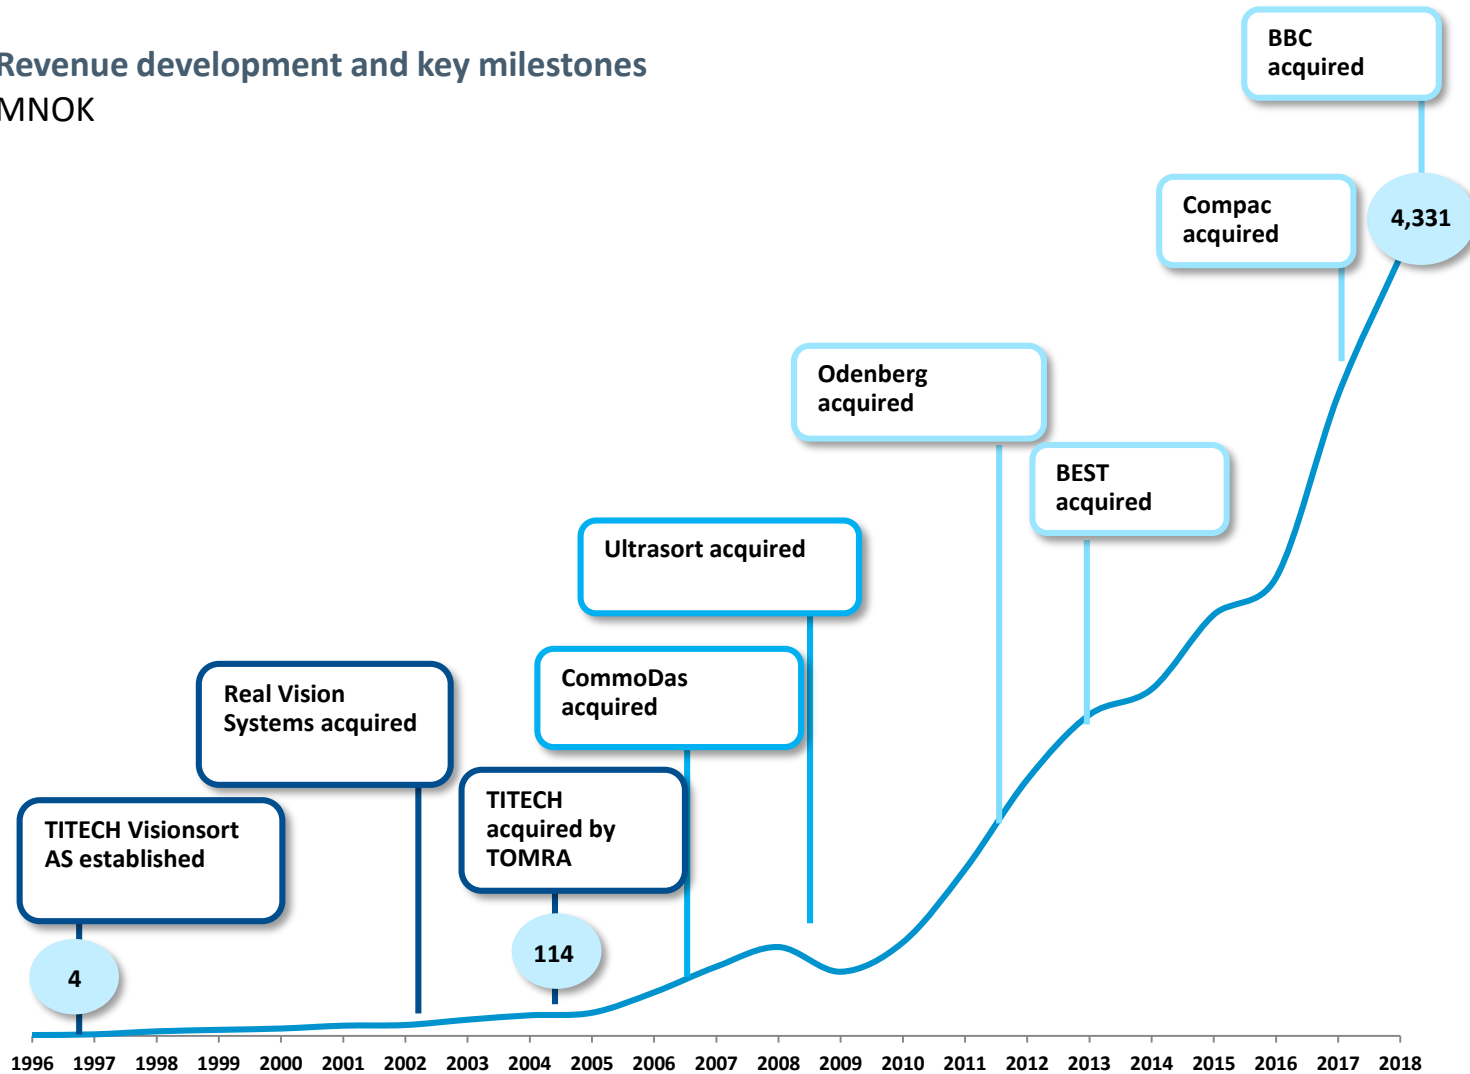 Revenue development and key milestones
MNOK
BBC
acquired
Compac
acquired
4,331
Odenberg
acquired
BEST
acquired
Ultrasort acquired
CommoDas
acquired
Real Vision
Systems acquired
TITECH
acquired by
TOMRA
TITECH Visionsort
AS established
114
4
1996 1997 1998 1999 2000 2001 2002 2003 2004 2005 2006 2007 2008 2009 2010 2011 2012 2013 2014 2015 2016 2017 2018